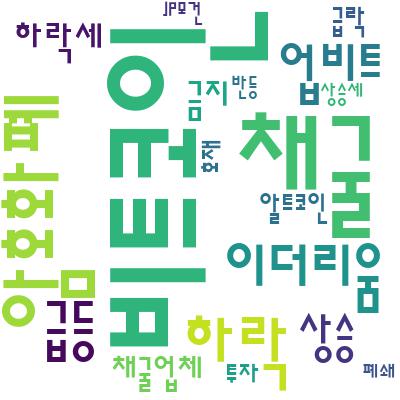 JP모건
하락세
비트코인
급락
업비트
금지
반등
상승세
채굴
호재
암호화폐
알트코인
이더리움
급등
하락
상승
채굴업체
투자
폐쇄